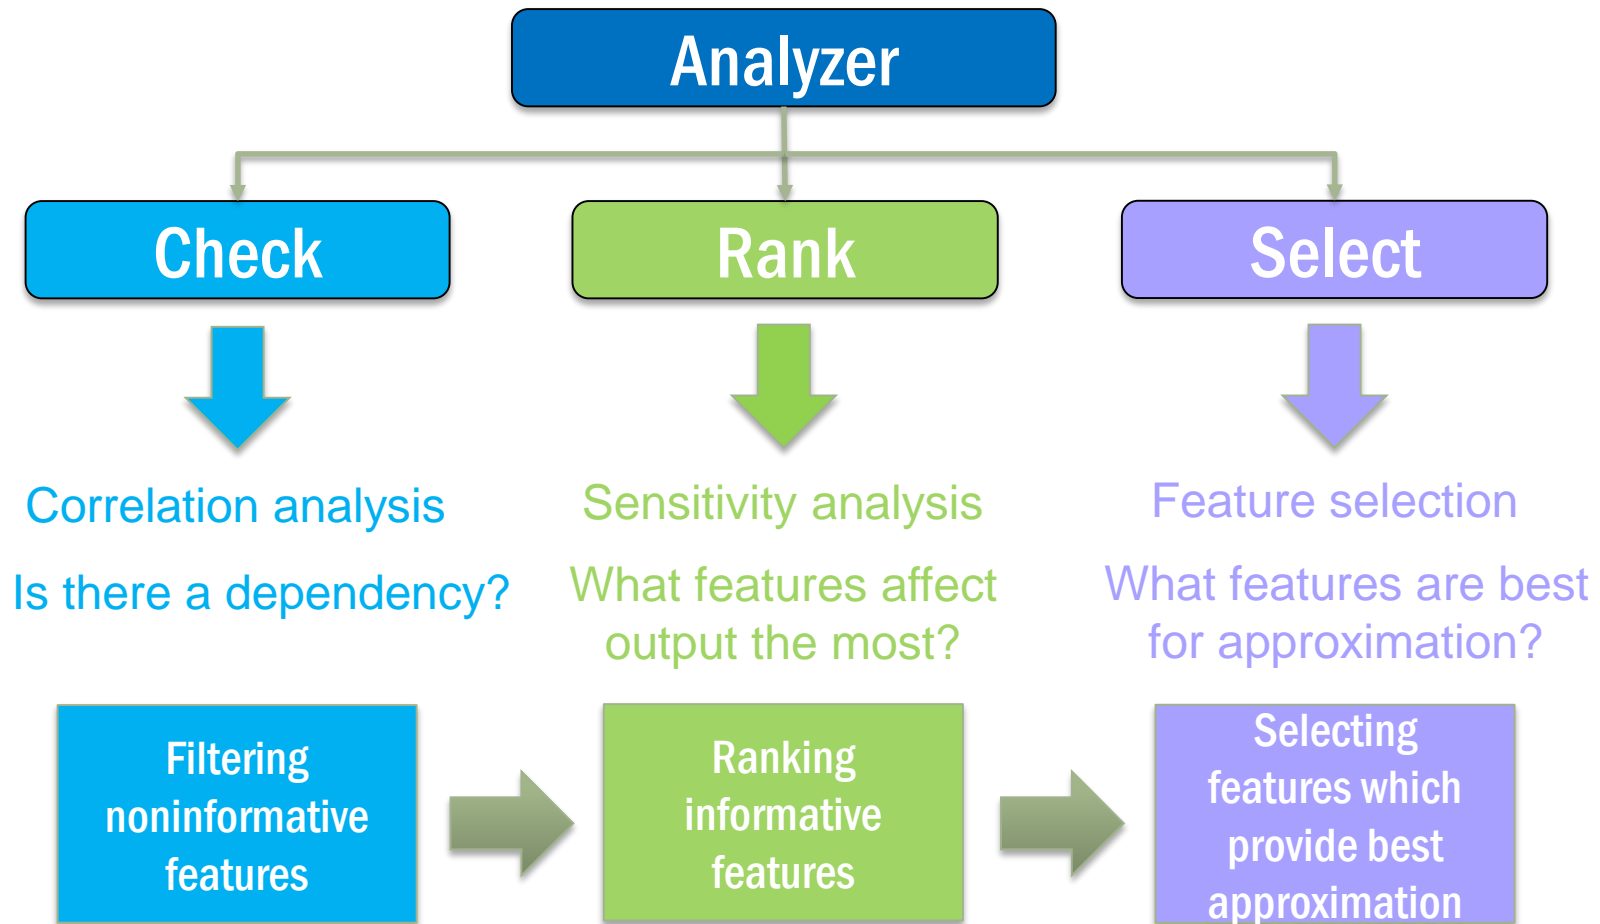 Analyzer
Check
Rank
Select
Correlation analysis
Is there a dependency?
Sensitivity analysis
What features affect
output the most?
Feature selection
What features are best
for approximation?
Filtering
noninformative
features
Ranking
informative
features
Selecting
features which
provide best
approximation